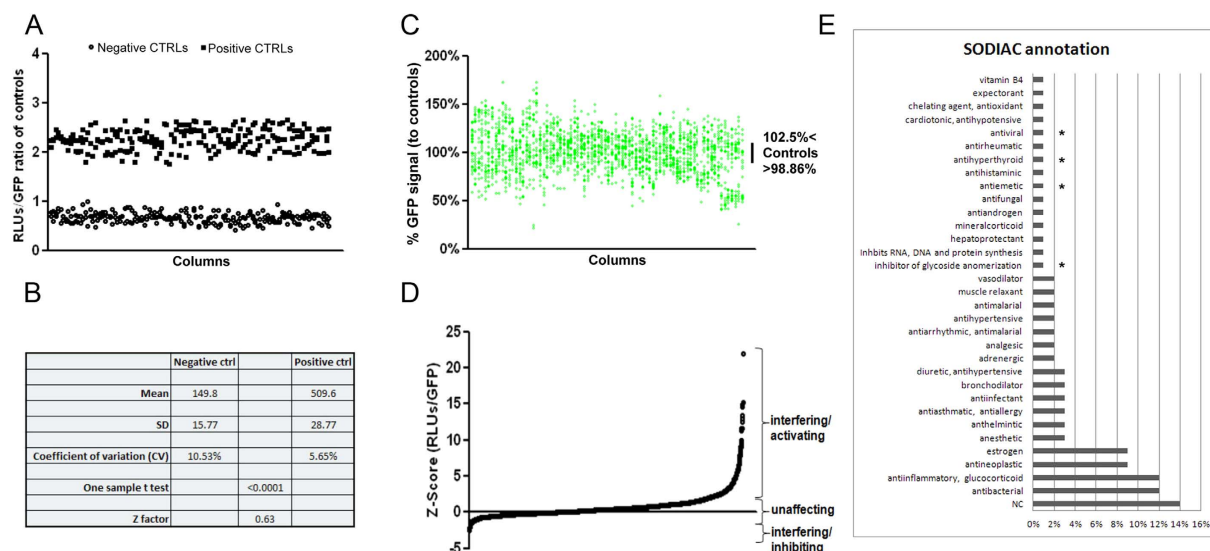 A
Negative CTRLs
Positive CTRLs
RLUs/GFP ratio of controls
4
3
2
1
0
Columns
B
Negative ctrl Positive ctrl
Mean 149.8 509.6
SD 15.77 28.77
Coefficient of variation (CV) 10.53% 5.65%
One sample t test <0.0001
Z factor 0.63
C
% GFP signal (to controls)
200%
150%
100%
50%
0%
Columns
102.5%<
Controls
>98.86%
D
Z-Score (RLUs/GFP)
25
20
15
10
5
0
-5
interfering/
activating
unaffecting
interfering/
inhibiting
E
SODIAC annotation
vitamin B4
expectorant
chelating agent, antioxidant
cardiotonic, antihypotensive
antiviral *
antirheumatic
antihyperthyroid *
antihistaminic
antiemetic *
antifungal
antiandrogen
mineralcorticoid
hepatoprotectant
Inhbits RNA, DNA and protein synthesis
inhibitor of glycoside anomerization *
vasodilator
muscle relaxant
antimalarial
antihypertensive
antiarrhythmic, antimalarial
analgesic
adrenergic
diuretic, antihypertensive
bronchodilator
antiinfectant
antiasthmatic, antiallergy
anthelmintic
anesthetic
estrogen
antineoplastic
antiinflammatory, glucocorticoid
antibacterial
NC
0% 2% 4% 6% 8% 10% 12% 14% 16%